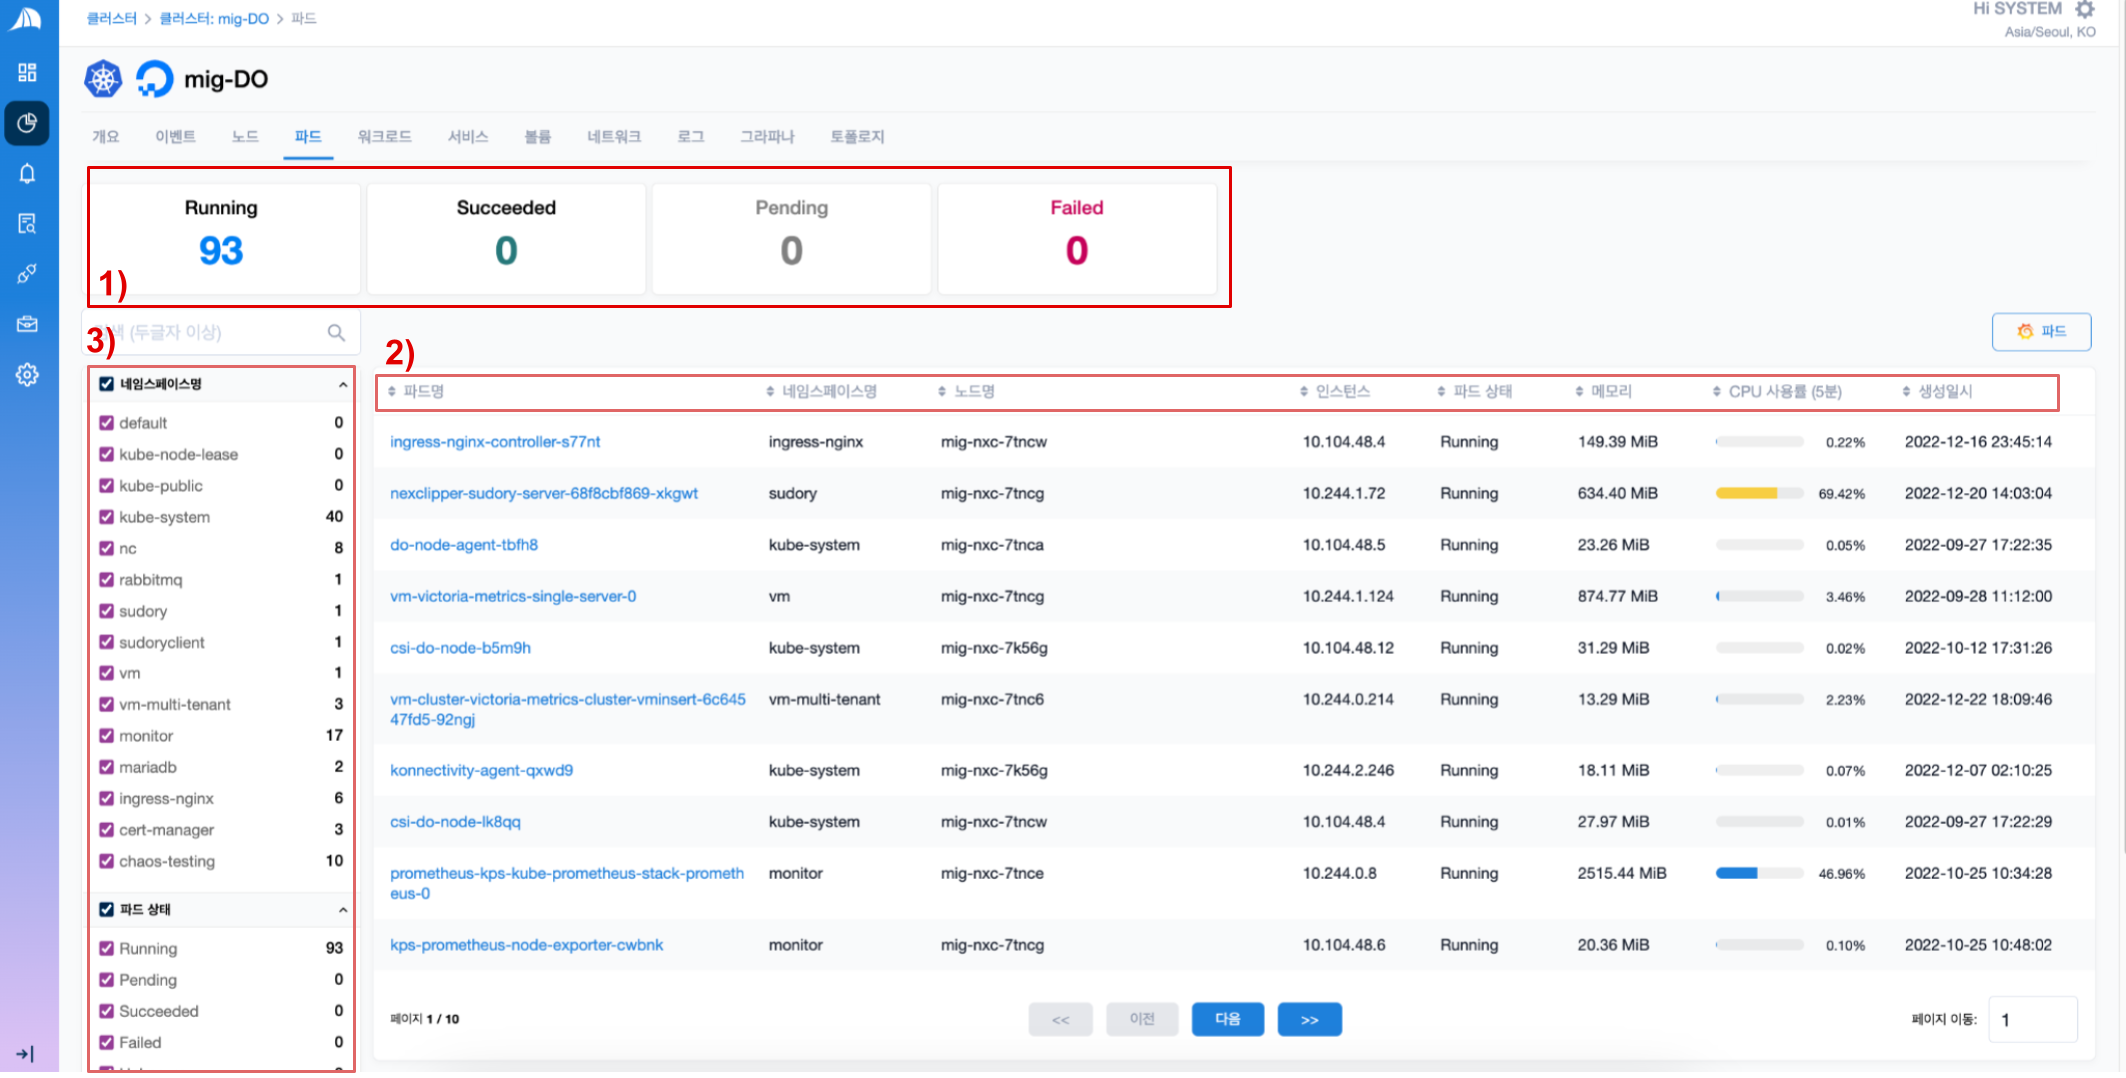 클러스터 > 클러스터: mig-DO > 파드
Hi SYSTEM
Asia/Seoul, KO
mig-DO
개요 이벤트 노드 파드 워크로드 서비스 볼륨 네트워크 로그 그라파나 토폴로지
Running Succeeded Pending Failed
93 0 0 0
1)
3) (두글자 이상)
2)
파드
파드명 네임스페이스명 노드명 인스턴스 파드 상태 메모리 CPU 사용률 (5분) 생성일시
ingress-nginx-controller-s77nt ingress-nginx mig-nxc-7tncw 10.104.48.4 Running 149.39 MiB 0.22% 2022-12-16 23:45:14
nexclipper-sudory-server-68f8cbf869-xkgwt sudory mig-nxc-7tncg 10.244.1.72 Running 634.40 MiB 69.42% 2022-12-20 14:03:04
do-node-agent-tbfh8 kube-system mig-nxc-7tnca 10.104.48.5 Running 23.26 MiB 0.05% 2022-09-27 17:22:35
vm-victoria-metrics-single-server-0 vm mig-nxc-7tncg 10.244.1.124 Running 874.77 MiB 3.46% 2022-09-28 11:12:00
csi-do-node-b5m9h kube-system mig-nxc-7k56g 10.104.48.12 Running 31.29 MiB 0.02% 2022-10-12 17:31:26
vm-cluster-victoria-metrics-cluster-vminsert-6c645 vm-multi-tenant mig-nxc-7tnc6 10.244.0.214 Running 13.29 MiB 2.23% 2022-12-22 18:09:46
47fd5-92ngj
konnectivity-agent-qxwd9 kube-system mig-nxc-7k56g 10.244.2.246 Running 18.11 MiB 0.07% 2022-12-07 02:10:25
csi-do-node-lk8qq kube-system mig-nxc-7tncw 10.104.48.4 Running 27.97 MiB 0.01% 2022-09-27 17:22:29
prometheus-kps-kube-prometheus-stack-prometh monitor mig-nxc-7tnce 10.244.0.8 Running 2515.44 MiB 46.96% 2022-10-25 10:34:28
eus-0
kps-prometheus-node-exporter-cwbnk monitor mig-nxc-7tncg 10.104.48.6 Running 20.36 MiB 0.10% 2022-10-25 10:48:02
페이지 1 / 10 << 이전 다음 >> 페이지 이동: 1
네임스페이스명
default 0
kube-node-lease 0
kube-public 0
kube-system 40
nc 8
rabbitmq 1
sudory 1
sudoryclient 1
vm 1
vm-multi-tenant 3
monitor 17
mariadb 2
ingress-nginx 6
cert-manager 3
chaos-testing 10
파드 상태
Running 93
Pending 0
Succeeded 0
Failed 0